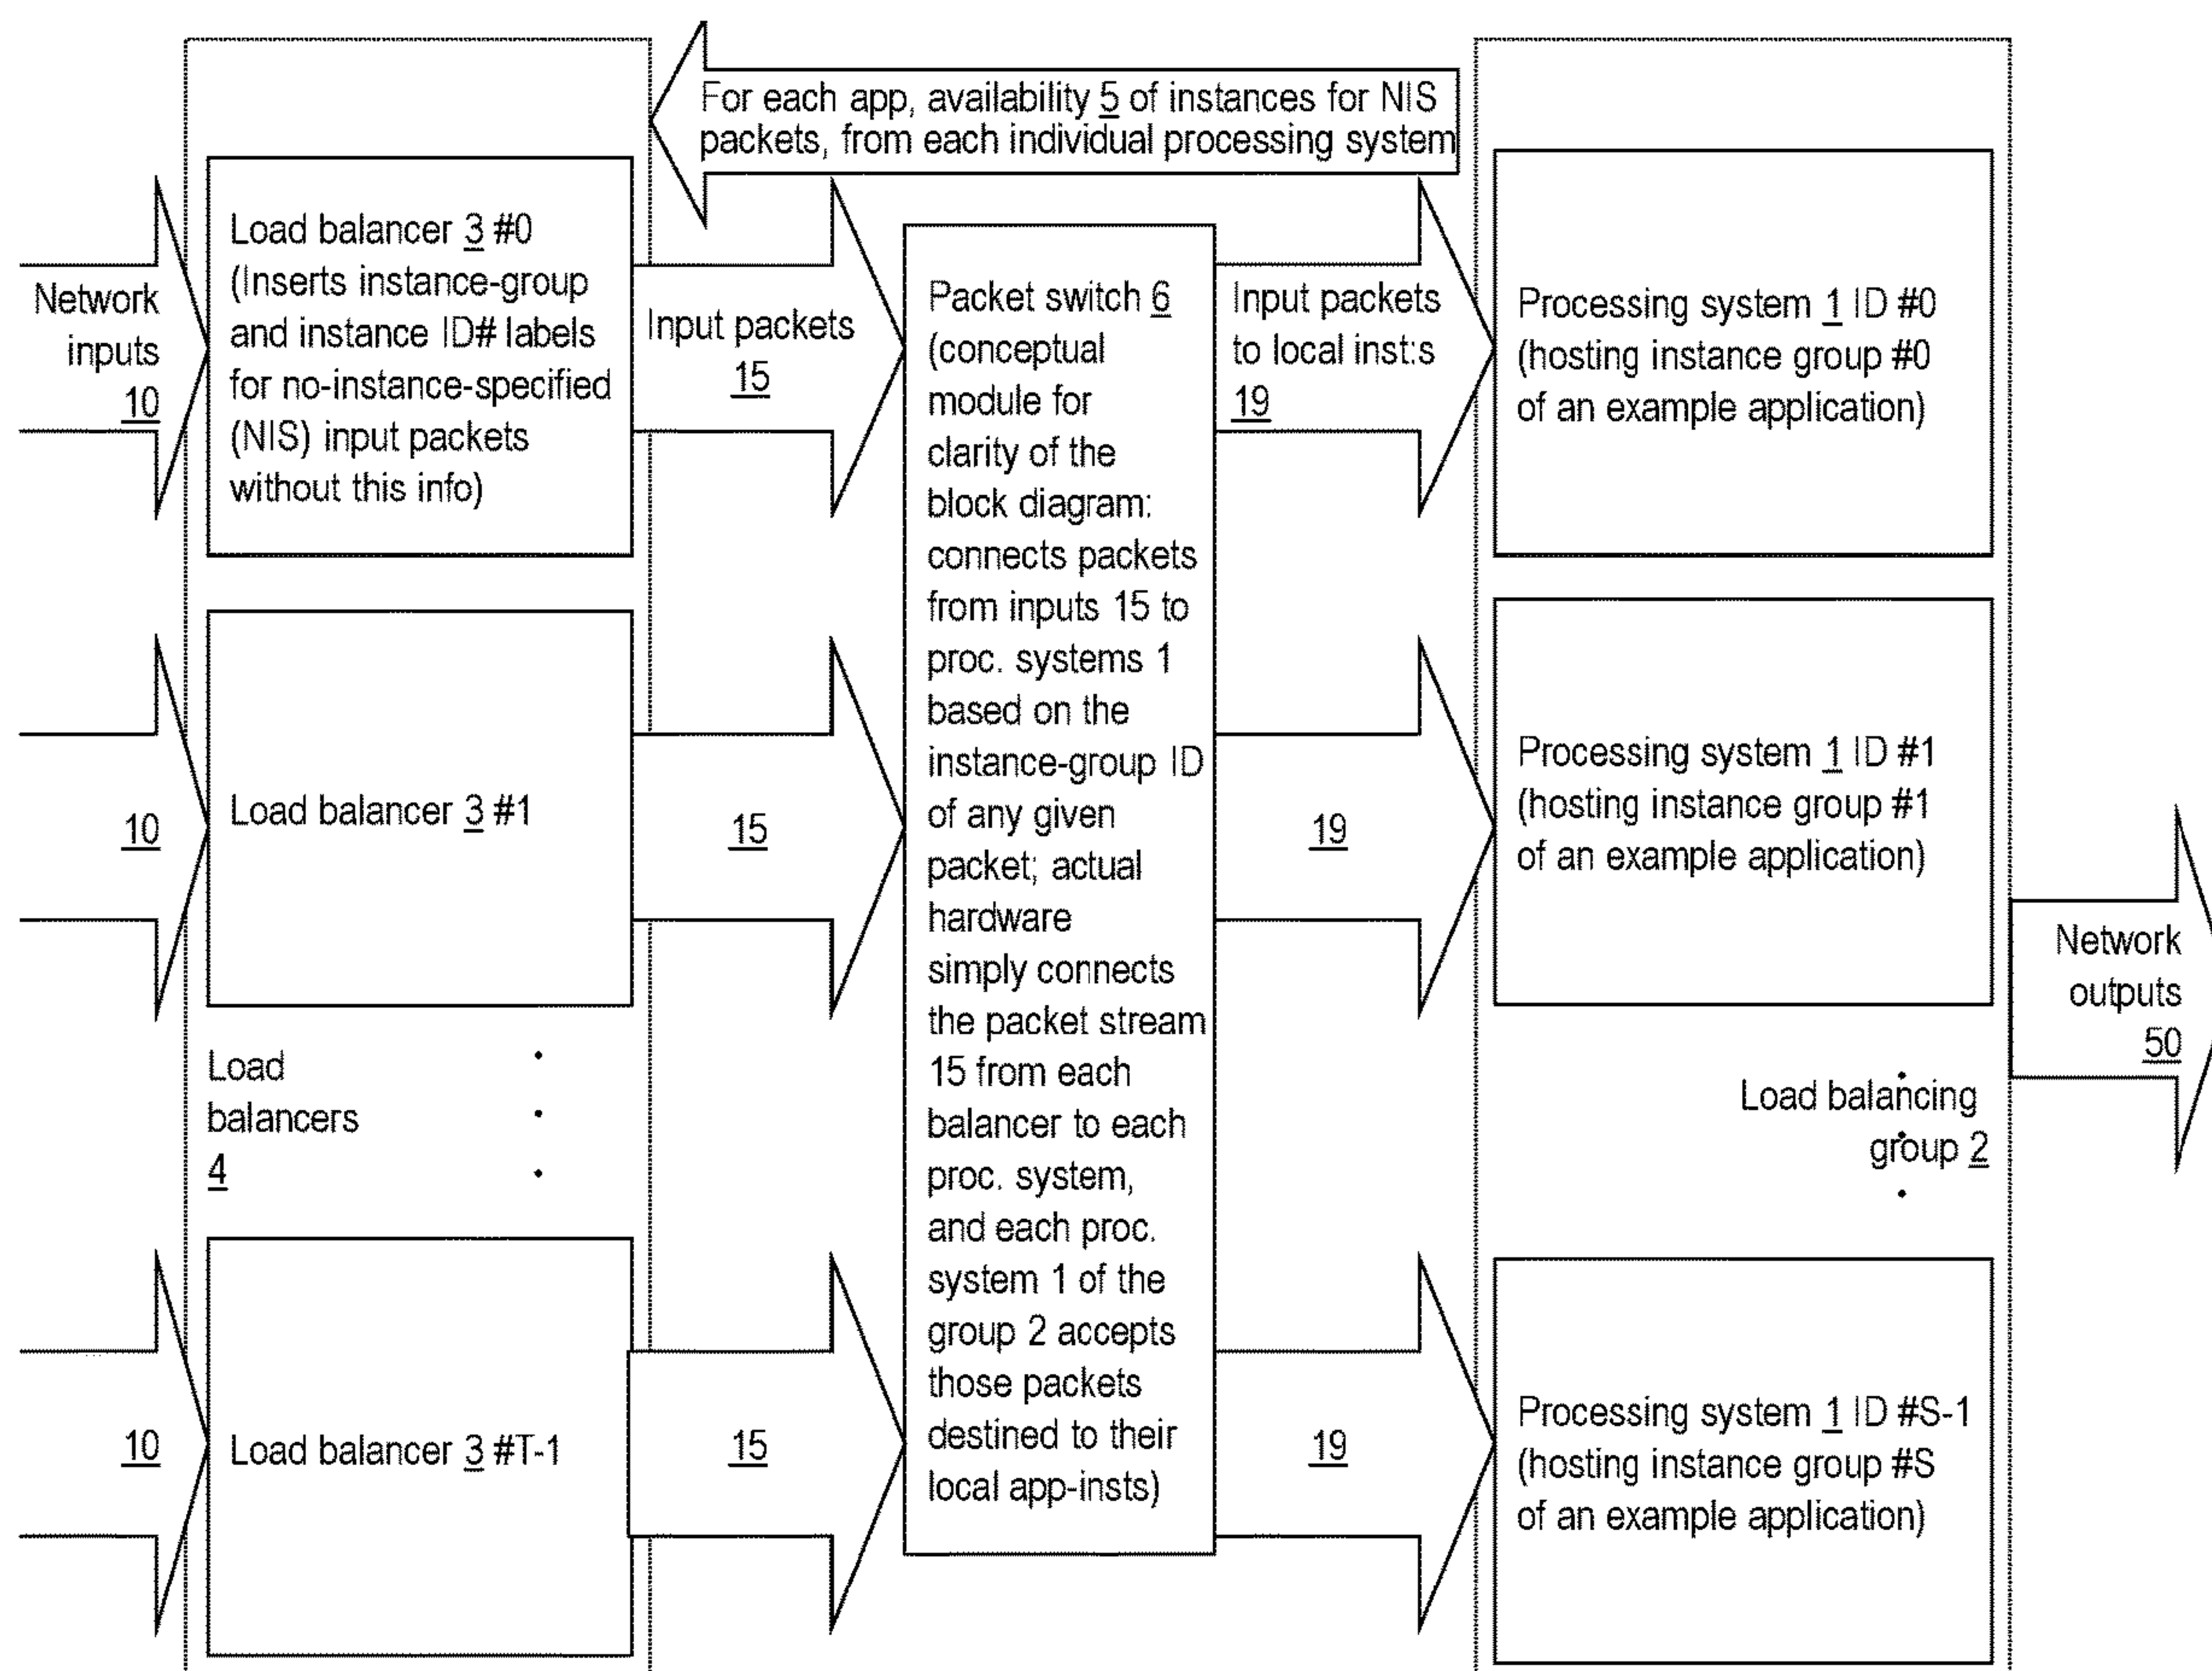 For each app, availability 5 of instances for NIS
packets, from each individual processing system
Network
inputs
10
Load balancer 3 #0
(Inserts instance-group
and instance ID# labels
for no-instance-specified
(NIS) input packets
without this info)
Input packets
15
Packet switch 6
(conceptual
module for
clarity of the
block diagram:
connects packets
from inputs 15 to
proc. systems 1
based on the
instance-group ID
of any given
packet; actual
hardware
simply connects
the packet stream
15 from each
balancer to each
proc. system,
and each proc.
system 1 of the
group 2 accepts
those packets
destined to their
local app-insts)
Input packets
to local inst:s
19
Processing system 1 ID #0
(hosting instance group #0
of an example application)
10
Load balancer 3 #1
15
19
Processing system 1 ID #1
(hosting instance group #1
of an example application)
Network
outputs
50
Load
balancers
4
Load balancing
group 2
10
Load balancer 3 #T-1
15
19
Processing system 1 ID #S-1
(hosting instance group #S
of an example application)